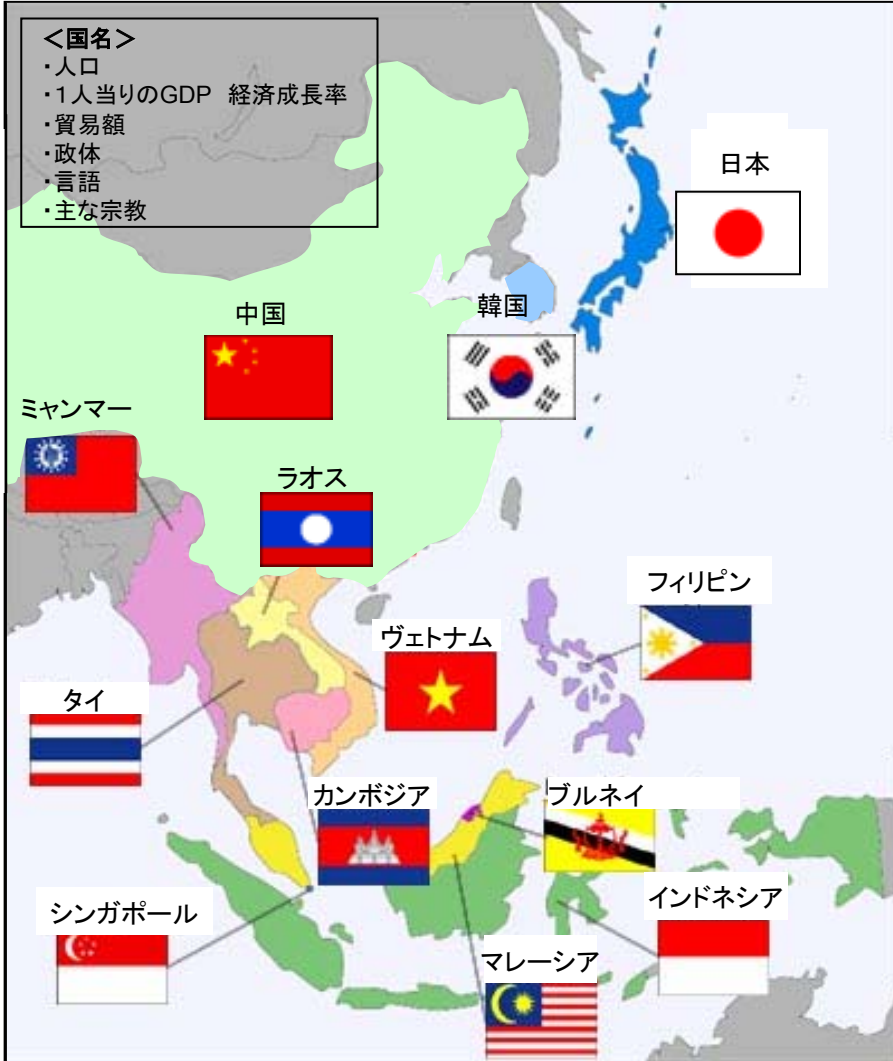 ＜国名＞
・人口
・１人当りのGDP　経済成長率
・貿易額
・政体
・言語
・主な宗教
日本
中国
韓国
ミャンマー
ラオス
フィリピン
ヴェトナム
タイ
カンボジア
ブルネイ
シンガポール
インドネシア
マレーシア